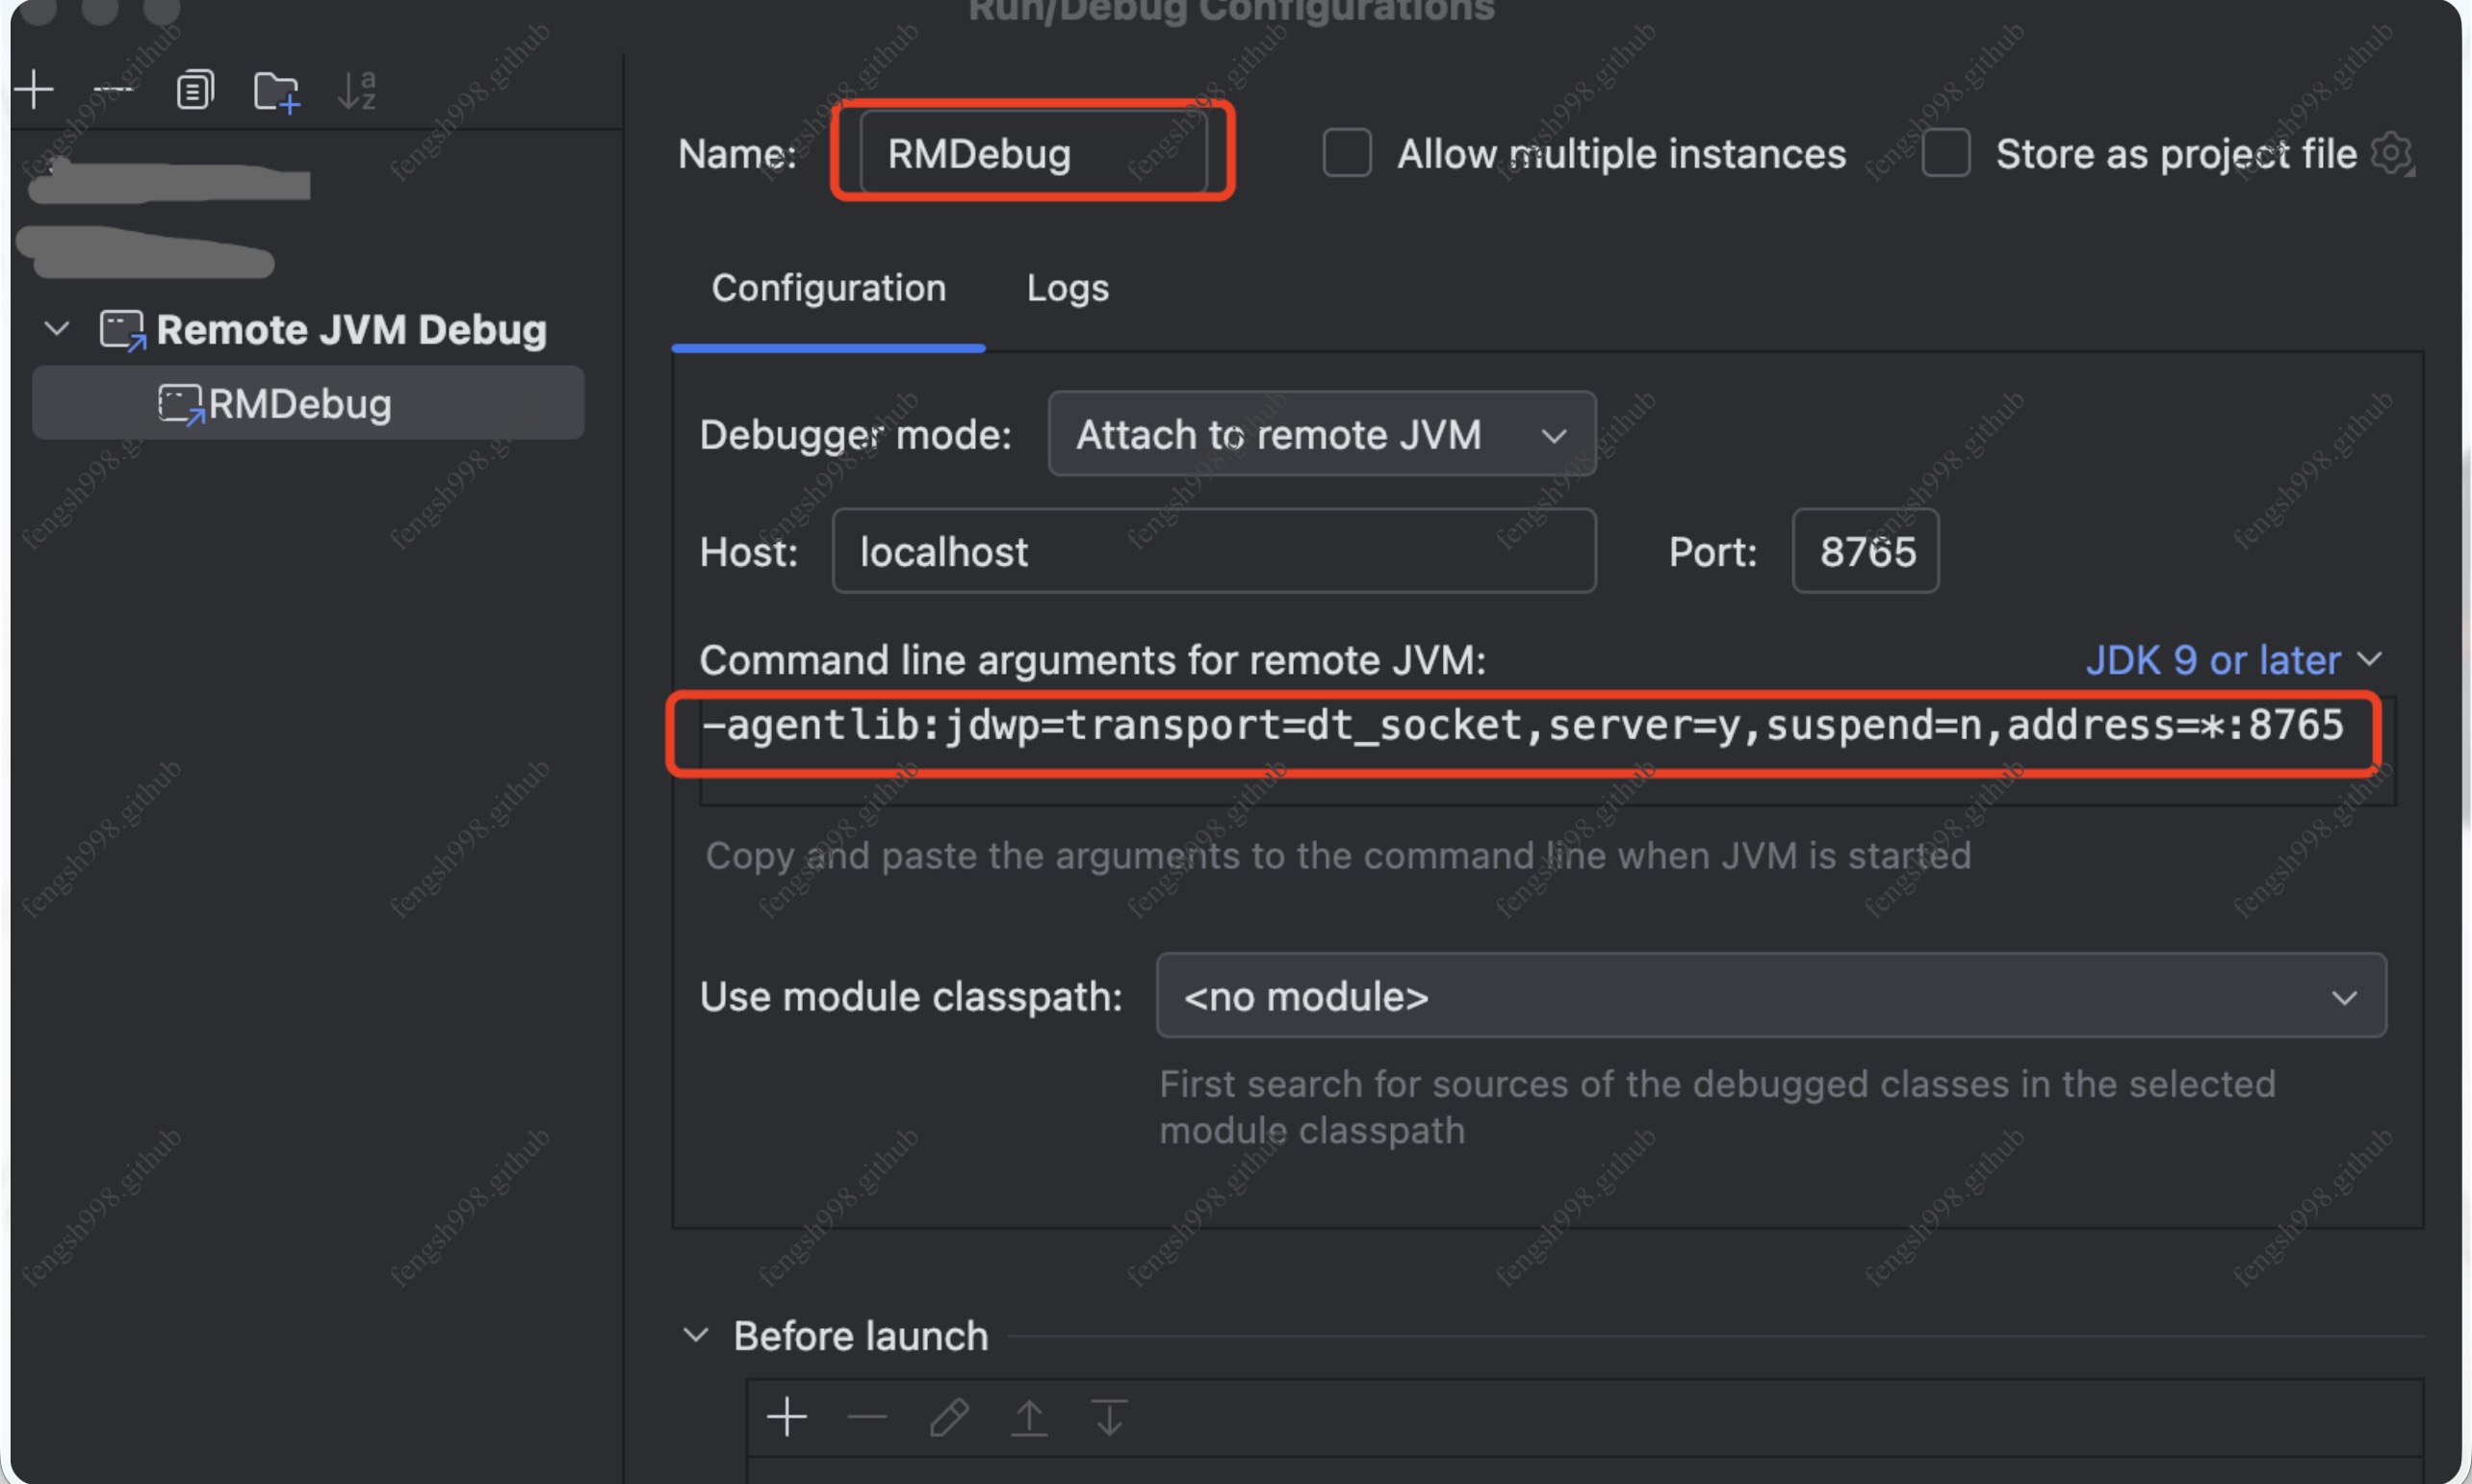 Run/Debug Configurations
Name: RMDebug Allow multiple instances Store as project file
Configuration Logs
Remote JVM Debug
RMDebug
Debugger mode: Attach to remote JVM
Host: localhost Port: 8765
Command line arguments for remote JVM: JDK 9 or later
-agentlib:jdwp=transport=dt_socket,server=y,suspend=n,address=*:8765
Copy and paste the arguments to the command line when JVM is started
Use module classpath: <no module>
First search for sources of the debugged classes in the selected
module classpath
Before launch
fengsh998.github